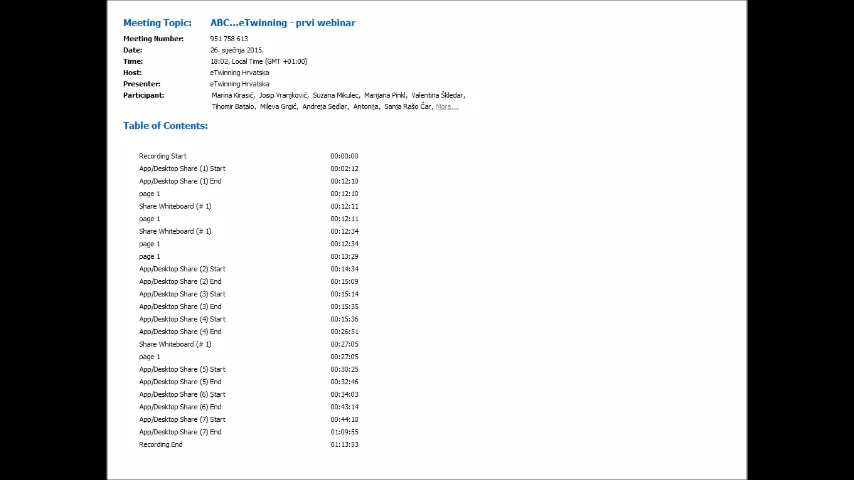 Meeting Topic: ABC...eTwinning - prvi webinar
Meeting Number: 951 758 613
Date: 26. siječnja 2015.
Time: 18:02, Local Time (GMT +01:00)
Host: eTwinning Hrvatska
Presenter: eTwinning Hrvatska
Participant: Marina Kirasić, Josip Vranjković, Suzana Mikulec, Marijana Pinkl, Valentina Škledar,
Tihomir Batalo, Mileva Grgić, Andreja Sedlar, Antonija, Sanja Rašo Čar, More...
Table of Contents:
Recording Start 00:00:00
App/Desktop Share (1) Start 00:02:12
App/Desktop Share (1) End 00:12:10
page 1 00:12:10
Share Whiteboard (# 1) 00:12:11
page 1 00:12:11
Share Whiteboard (# 1) 00:12:34
page 1 00:12:34
page 1 00:13:29
App/Desktop Share (2) Start 00:14:34
App/Desktop Share (2) End 00:15:09
App/Desktop Share (3) Start 00:15:14
App/Desktop Share (3) End 00:15:35
App/Desktop Share (4) Start 00:15:36
App/Desktop Share (4) End 00:26:51
Share Whiteboard (# 1) 00:27:05
page 1 00:27:05
App/Desktop Share (5) Start 00:30:25
App/Desktop Share (5) End 00:32:46
App/Desktop Share (6) Start 00:34:03
App/Desktop Share (6) End 00:43:14
App/Desktop Share (7) Start 00:44:10
App/Desktop Share (7) End 01:09:55
Recording End 01:13:53